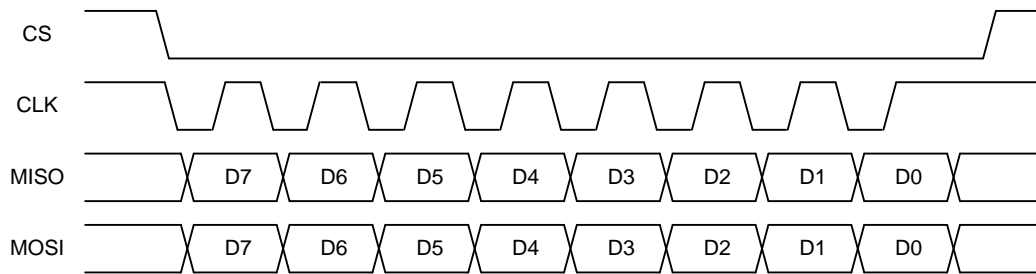 CS
CLK
MISO D7 D6 D5 D4 D3 D2 D1 D0
MOSI D7 D6 D5 D4 D3 D2 D1 D0